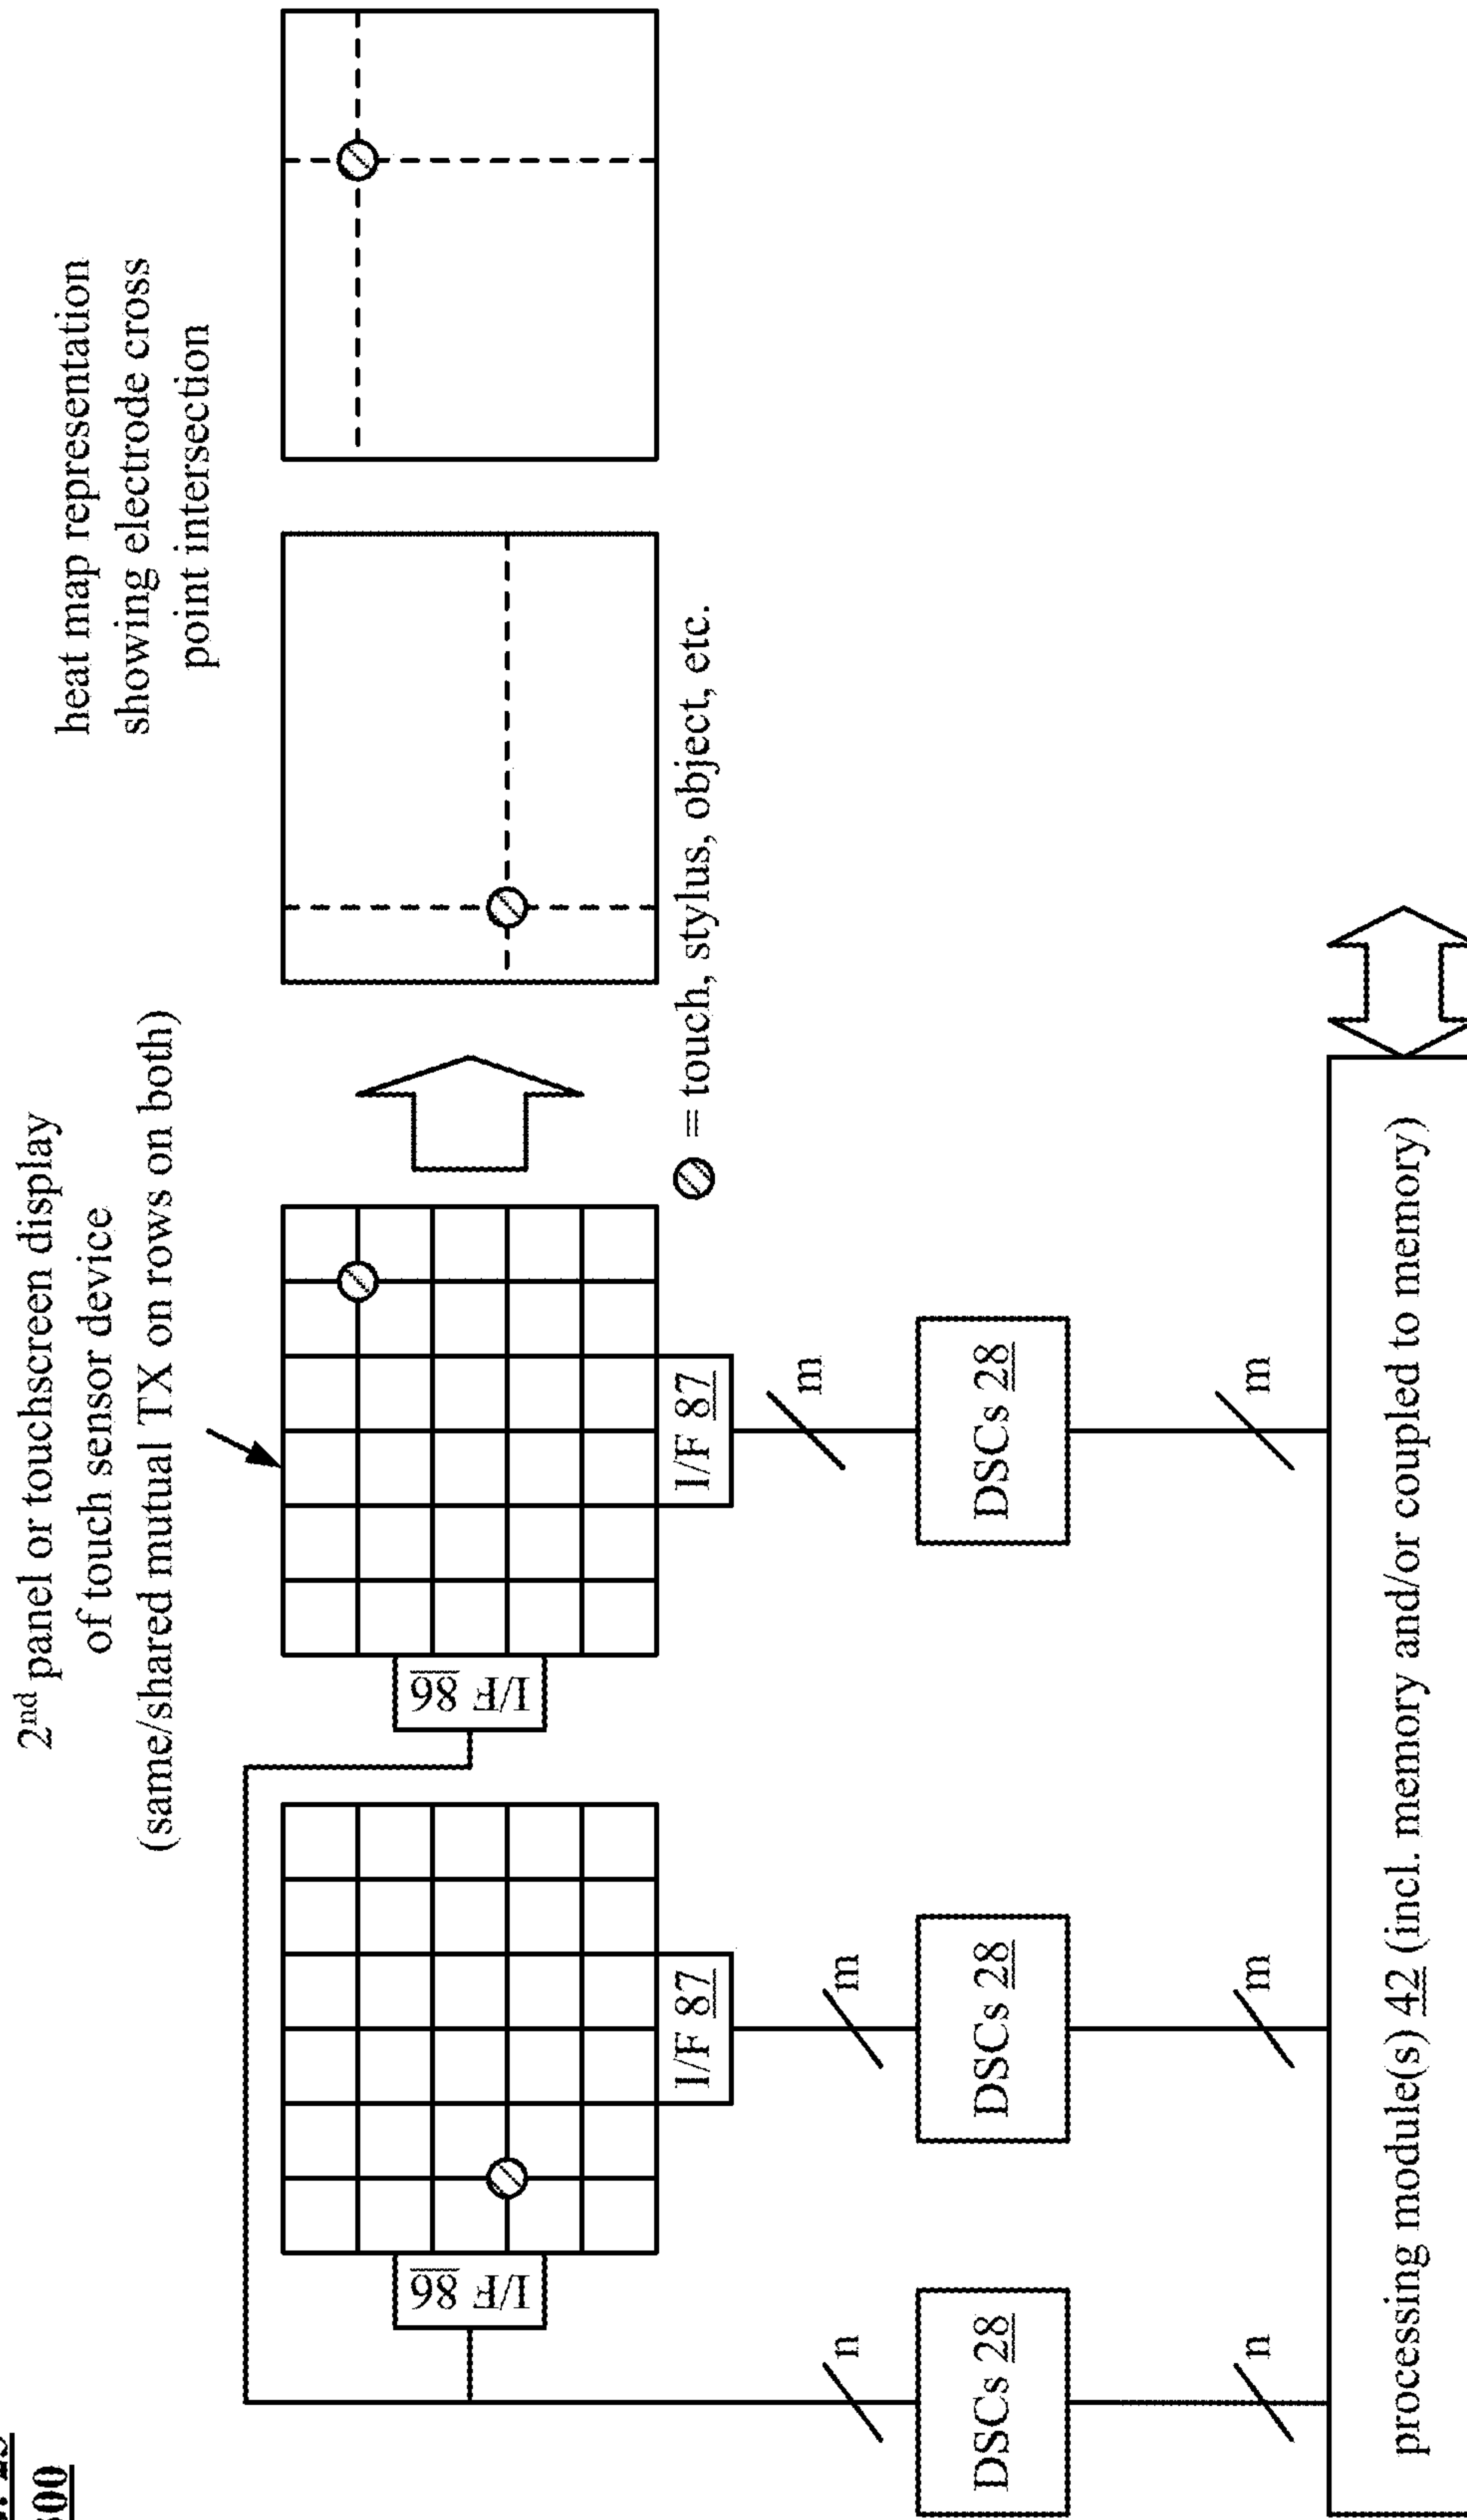 2nd panel or touchscreen display
of touch sensor device
(same/shared mutual TX on rows on both)
heat map representation
showing electrode cross
point intersection
I/F 86
I/F 86
I/F 87
I/F 87
= touch, stylus, object, etc.
n
m
m
DSCs 28
DSCs 28
DSCs 28
n
m
m
processing module(s) 42 (incl. memory and/or coupled to memory)